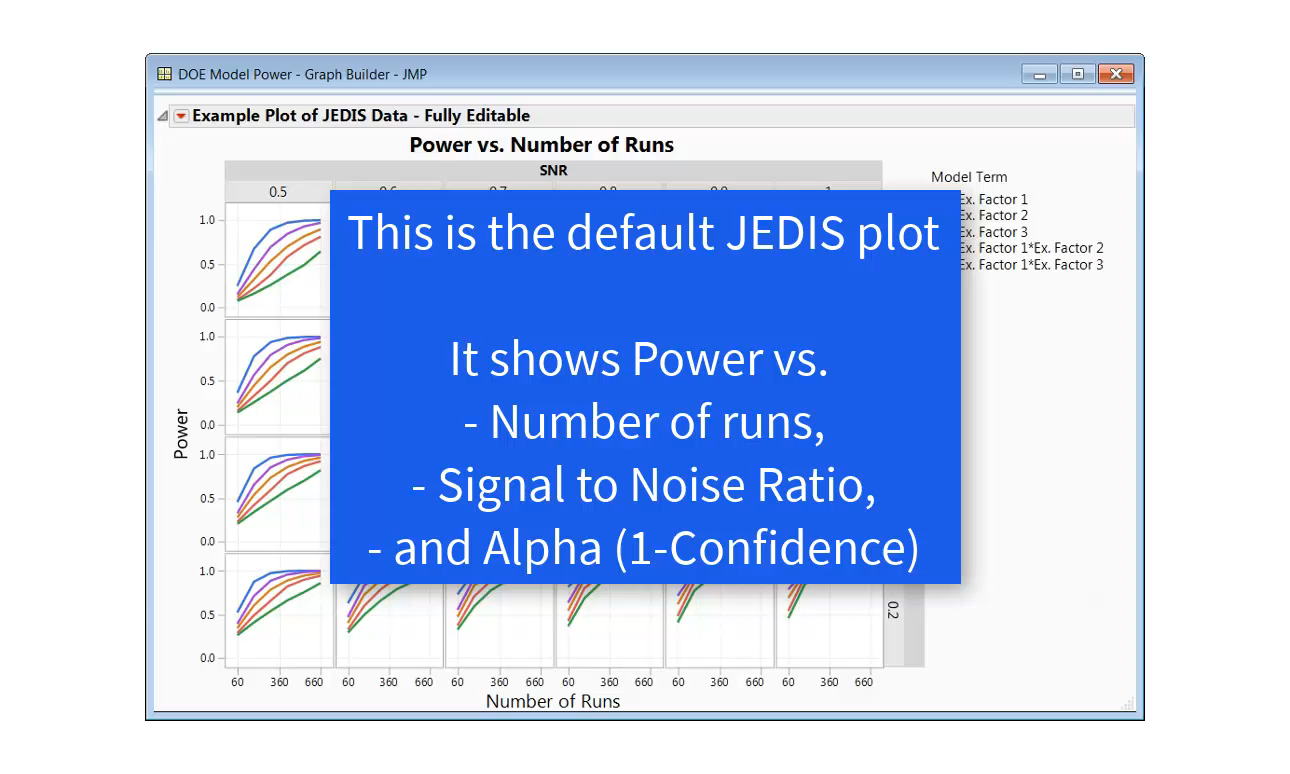 DOE Model Power - Graph Builder - JMP
Example Plot of JEDIS Data - Fully Editable
Power vs. Number of Runs
SNR
0.5
Model Term
Ex. Factor 1
Ex. Factor 2
Ex. Factor 3
Ex. Factor 1*Ex. Factor 2
Ex. Factor 1*Ex. Factor 3
This is the default JEDIS plot
It shows Power vs.
- Number of runs,
- Signal to Noise Ratio,
- and Alpha (1-Confidence)
Power
1.0
0.5
0.0
1.0
0.5
0.0
1.0
0.5
0.0
1.0
0.5
0.0
0.2
60 360 660 60 360 660 60 360 660 60 360 660 60 360 660 60 360 660
Number of Runs